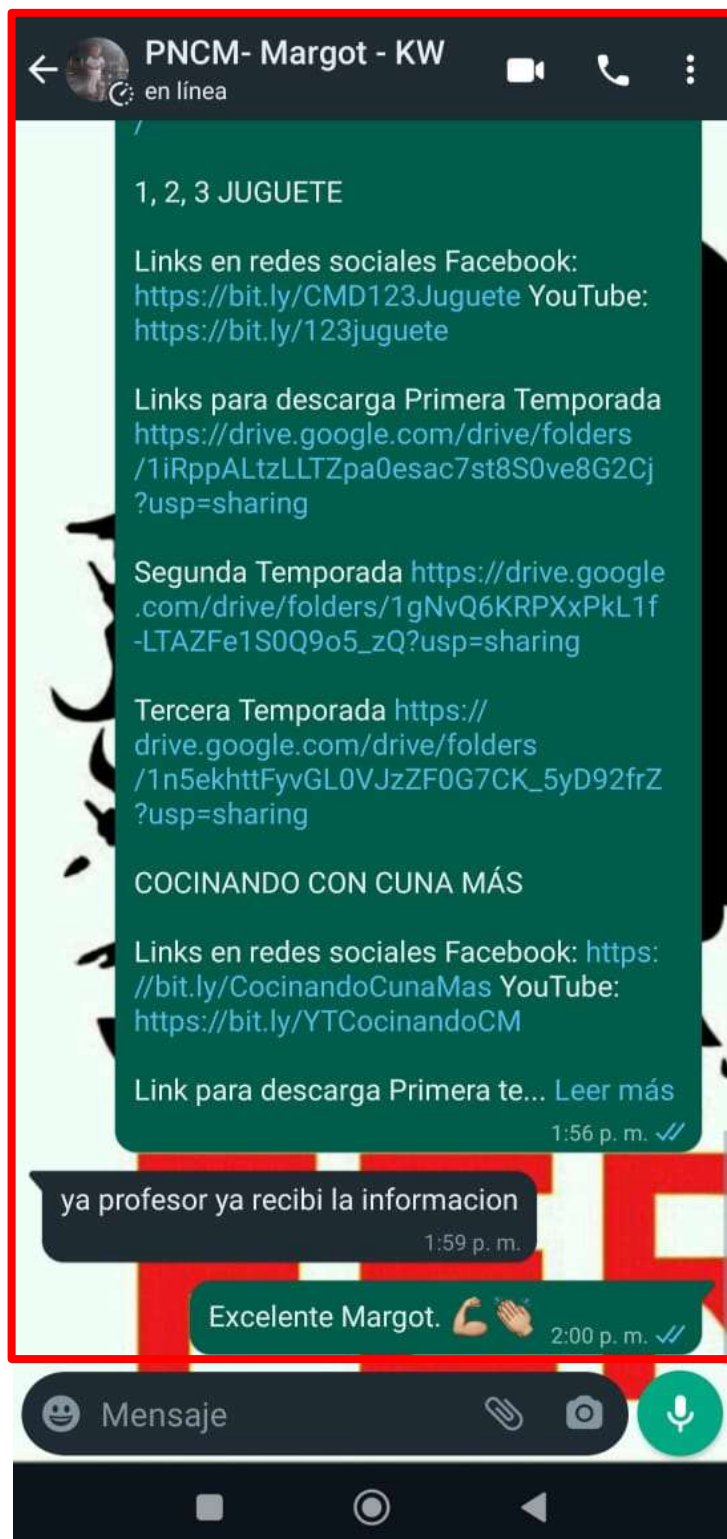 PNCM- Margot - KW
en línea
/
1, 2, 3 JUGUETE
Links en redes sociales Facebook:
https://bit.ly/CMD123Juguete YouTube:
https://bit.ly/123juguete
Links para descarga Primera Temporada
https://drive.google.com/drive/folders
/1iRppALtzLLTZpa0esac7st8S0ve8G2Cj
?usp=sharing
Segunda Temporada https://drive.google
.com/drive/folders/1gNvQ6KRPXxPkL1f
-LTAZFe1S0Q9o5_zQ?usp=sharing
Tercera Temporada https://
drive.google.com/drive/folders
/1n5ekhttFyvGL0VJzZF0G7CK_5yD92frZ
?usp=sharing
COCINANDO CON CUNA MÁS
Links en redes sociales Facebook: https:
//bit.ly/CocinandoCunaMas YouTube:
https://bit.ly/YTCocinandoCM
Link para descarga Primera te... Leer más
1:56 p. m.
ya profesor ya recibi la informacion
1:59 p. m.
Excelente Margot. 💪👏
2:00 p. m.
Mensaje